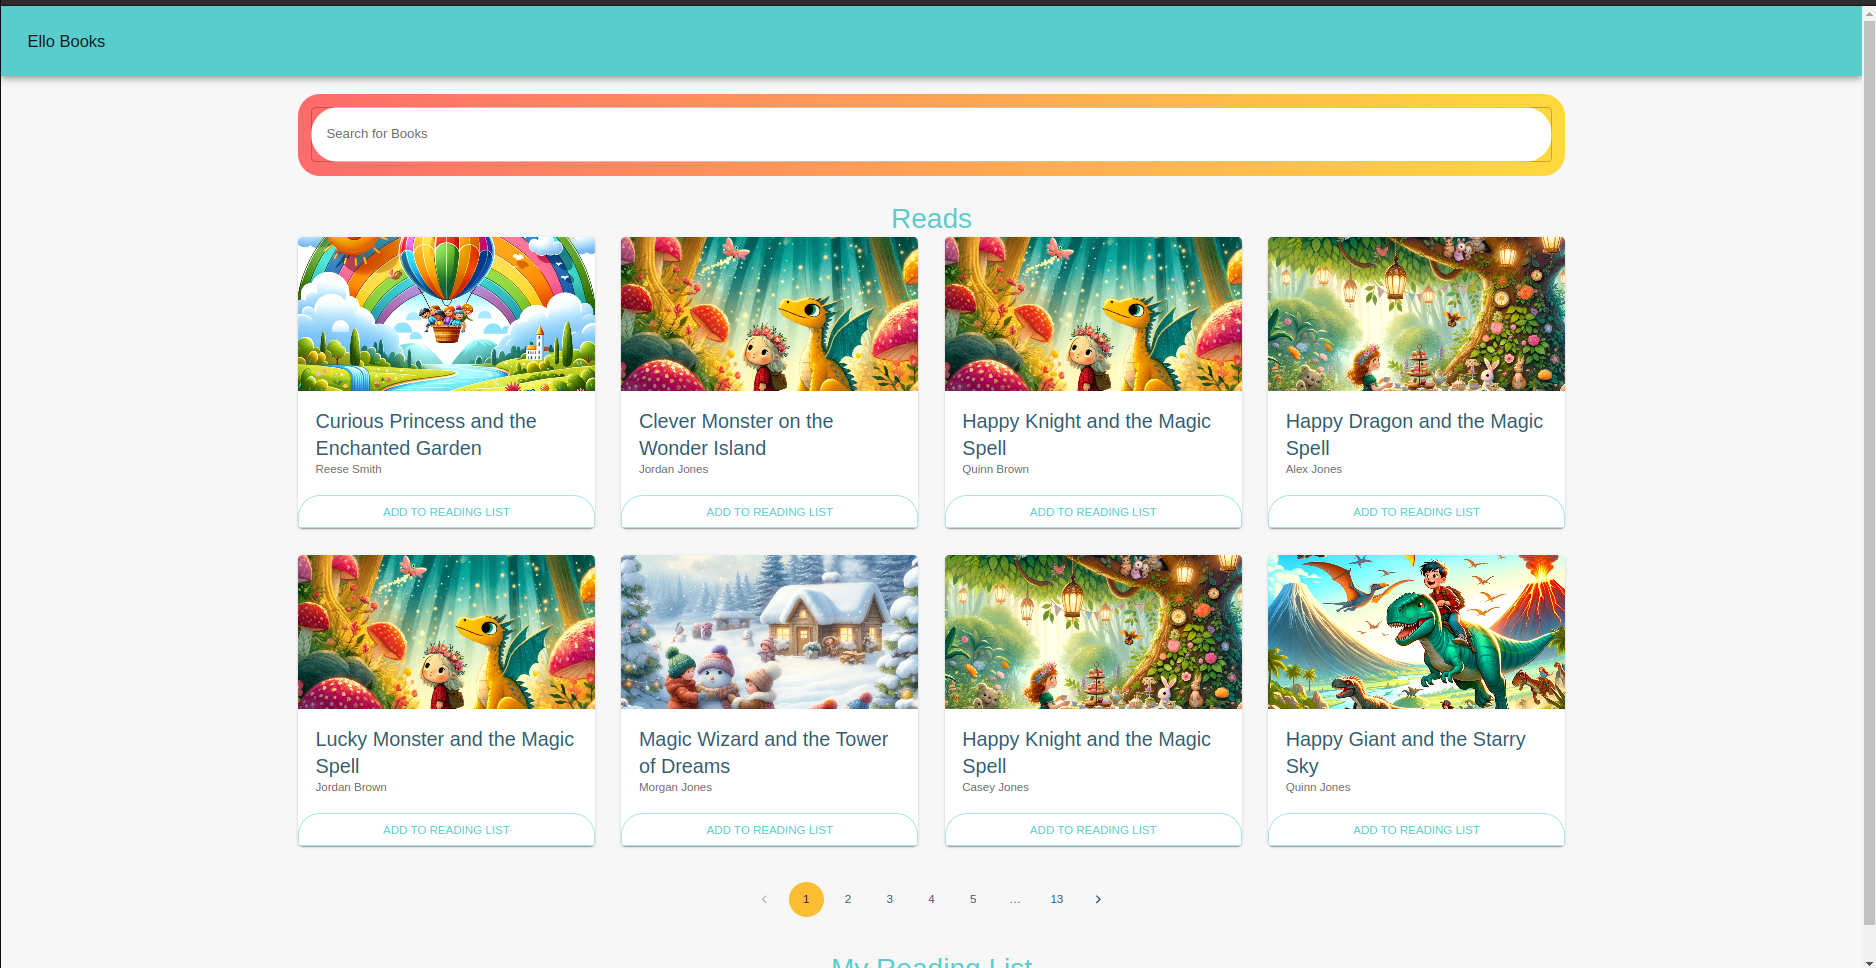 Ello Books
Search for Books
Reads
Curious Princess and the
Enchanted Garden
Reese Smith
ADD TO READING LIST
Clever Monster on the
Wonder Island
Jordan Jones
ADD TO READING LIST
Happy Knight and the Magic
Spell
Quinn Brown
ADD TO READING LIST
Happy Dragon and the Magic
Spell
Alex Jones
ADD TO READING LIST
Lucky Monster and the Magic
Spell
Jordan Brown
ADD TO READING LIST
Magic Wizard and the Tower
of Dreams
Morgan Jones
ADD TO READING LIST
Happy Knight and the Magic
Spell
Casey Jones
ADD TO READING LIST
Happy Giant and the Starry
Sky
Quinn Jones
ADD TO READING LIST
1 2 3 4 5 ... 13
My Reading List